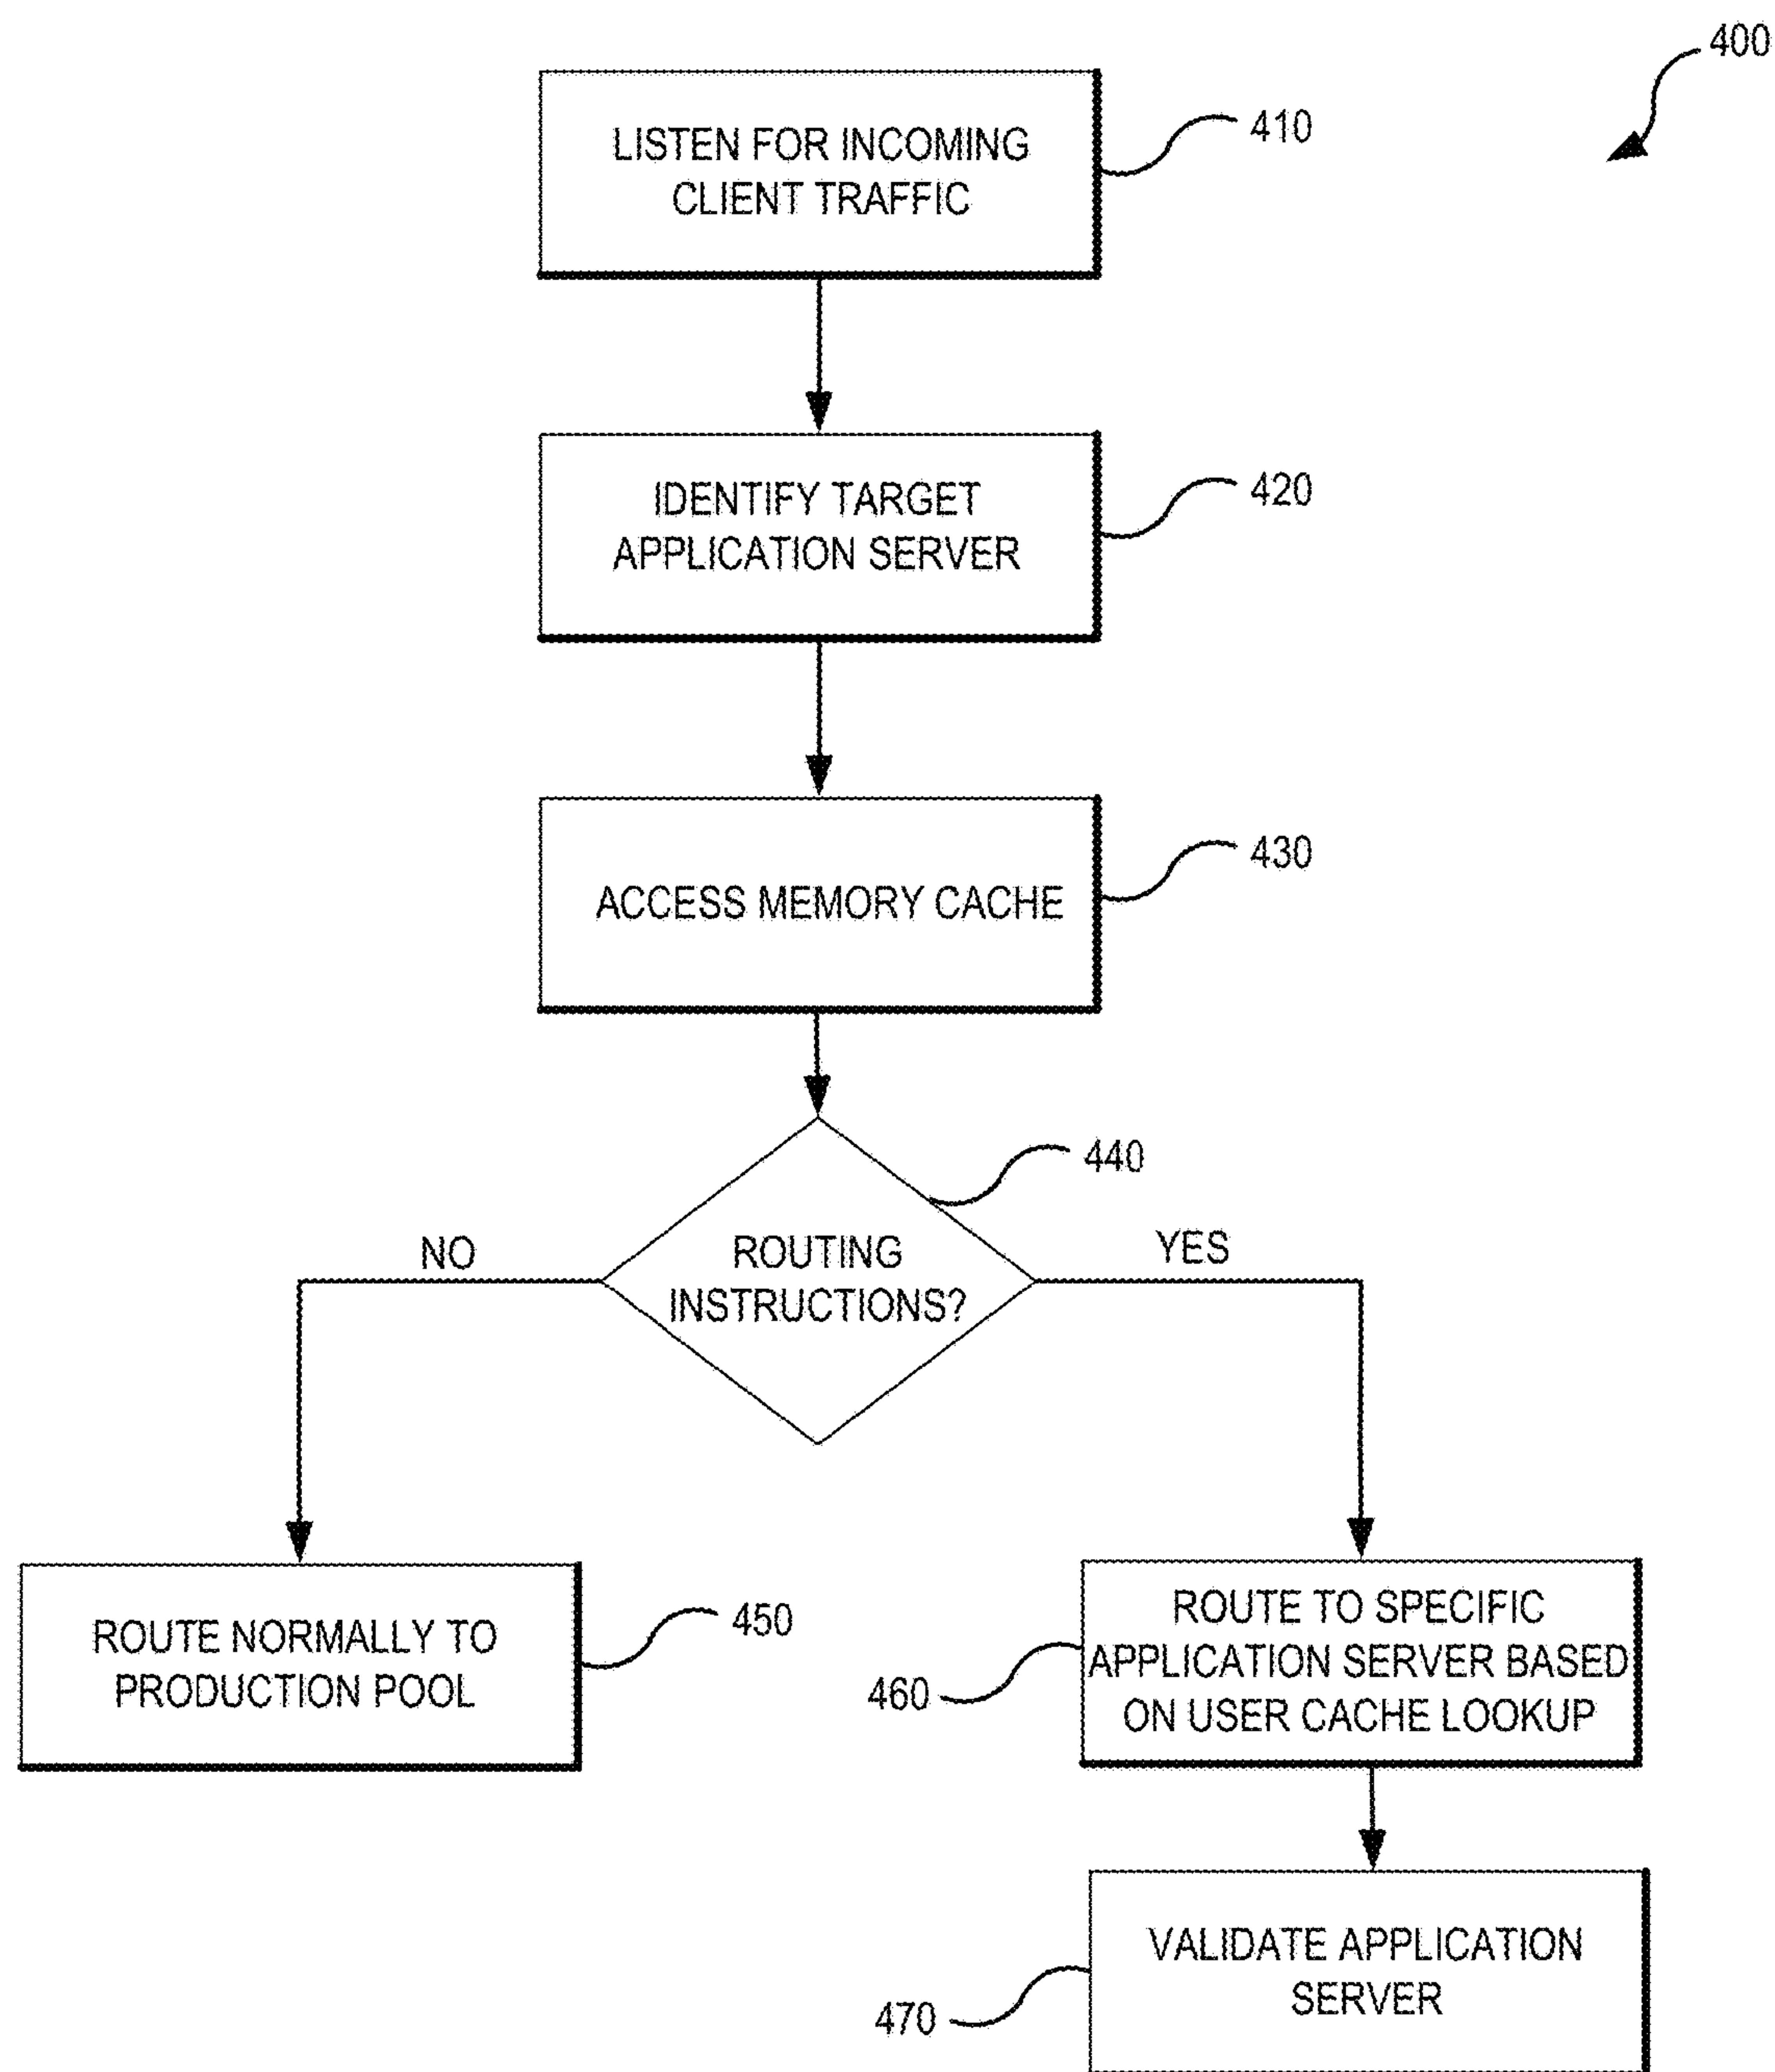 400
LISTEN FOR INCOMING
CLIENT TRAFFIC
410
IDENTIFY TARGET
APPLICATION SERVER
420
ACCESS MEMORY CACHE
430
440
ROUTING
INSTRUCTIONS?
NO
YES
ROUTE NORMALLY TO
PRODUCTION POOL
450
ROUTE TO SPECIFIC
APPLICATION SERVER BASED
ON USER CACHE LOOKUP
460
VALIDATE APPLICATION
SERVER
470